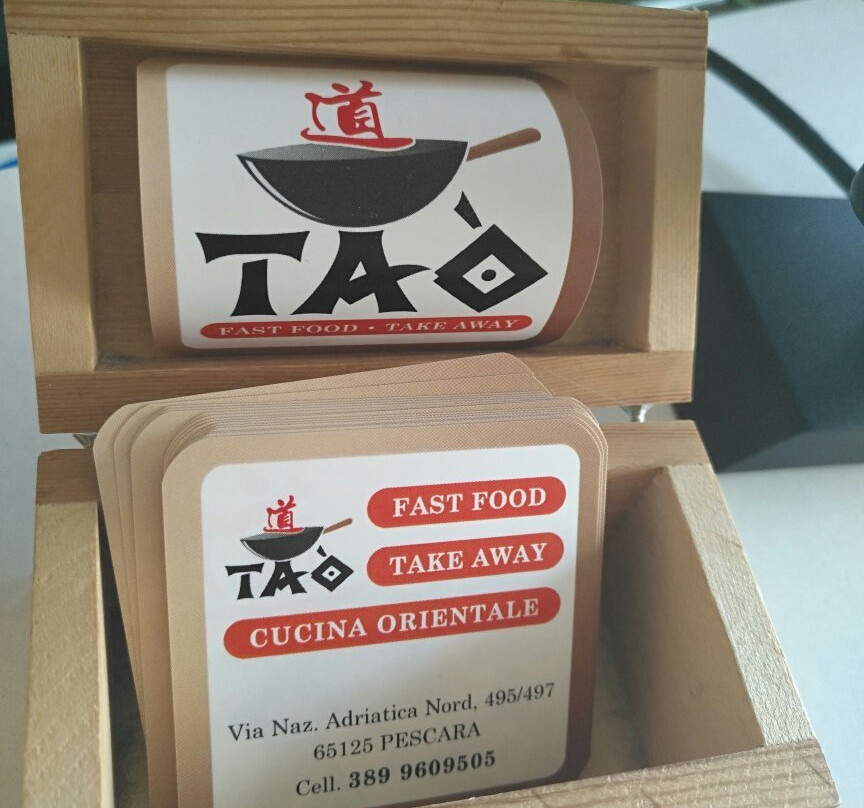 道
TAÒ
FAST FOOD • TAKE AWAY
道
TAÒ
FAST FOOD
TAKE AWAY
CUCINA ORIENTALE
Via Naz. Adriatica Nord, 495/497
65125 PESCARA
Cell. 389 9609505